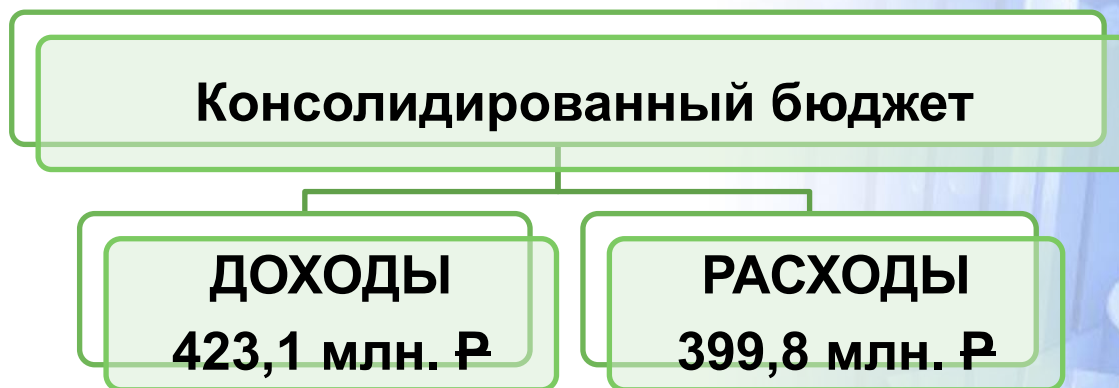 Консолидированный бюджет
ДОХОДЫ
423,1 млн. ₽
РАСХОДЫ
399,8 млн. ₽